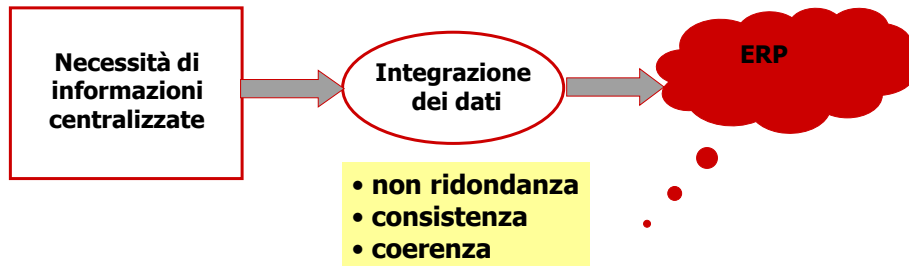 Necessità di
informazioni
centralizzate
Integrazione
dei dati
ERP
• non ridondanza
• consistenza
• coerenza